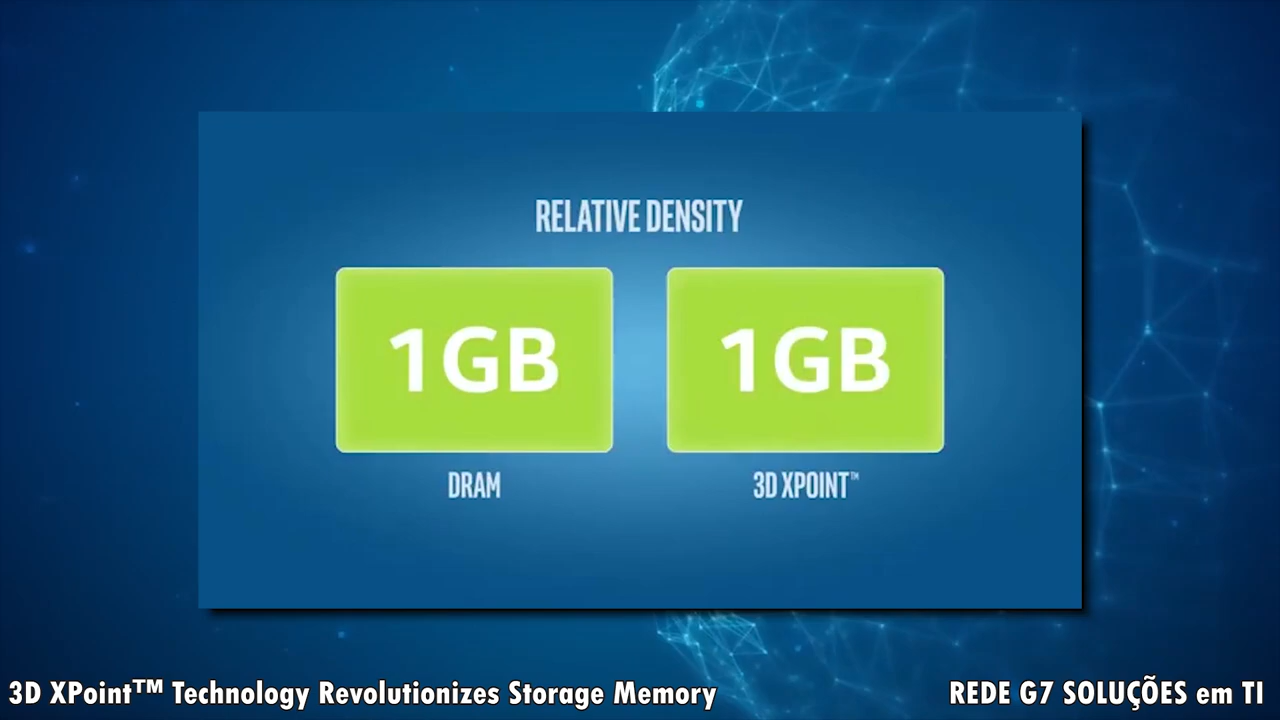 RELATIVE DENSITY
1GB 1GB
DRAM 3D XPOINT™
3D XPoint™ Technology Revolutionizes Storage Memory
REDE G7 SOLUÇÕES em TI